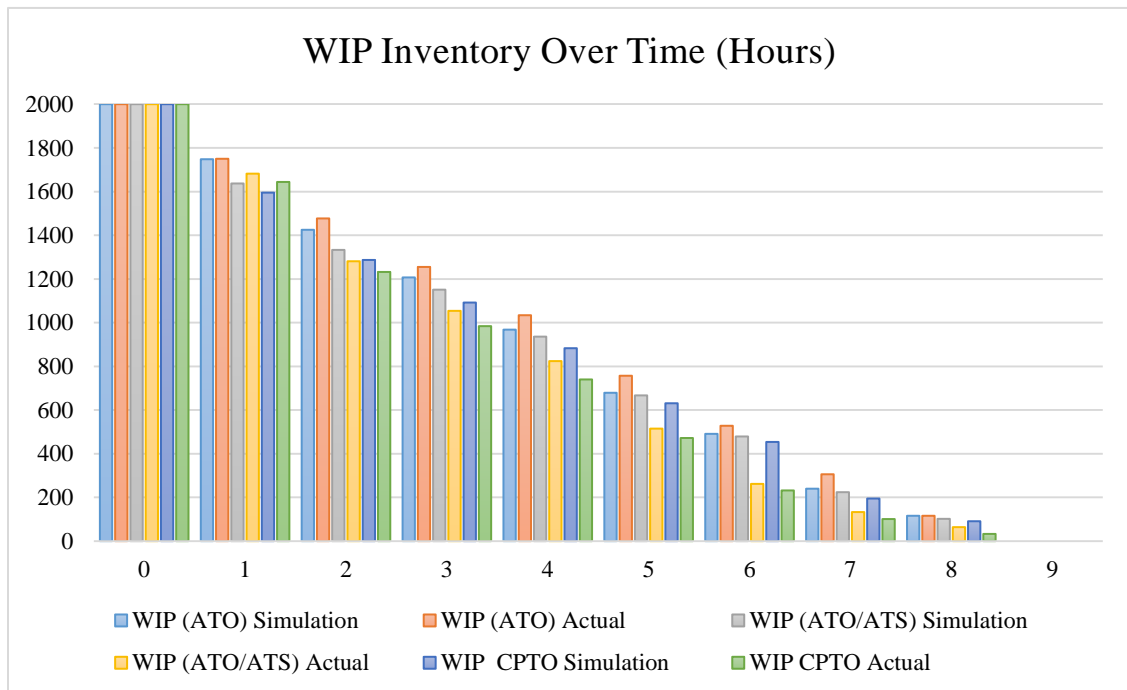 WIP Inventory Over Time (Hours)
2000
1800
1600
1400
1200
1000
800
600
400
200
0
0 1 2 3 4 5 6 7 8 9
WIP (ATO) Simulation WIP (ATO) Actual WIP (ATO/ATS) Simulation
WIP (ATO/ATS) Actual WIP  CPTO Simulation WIP CPTO Actual